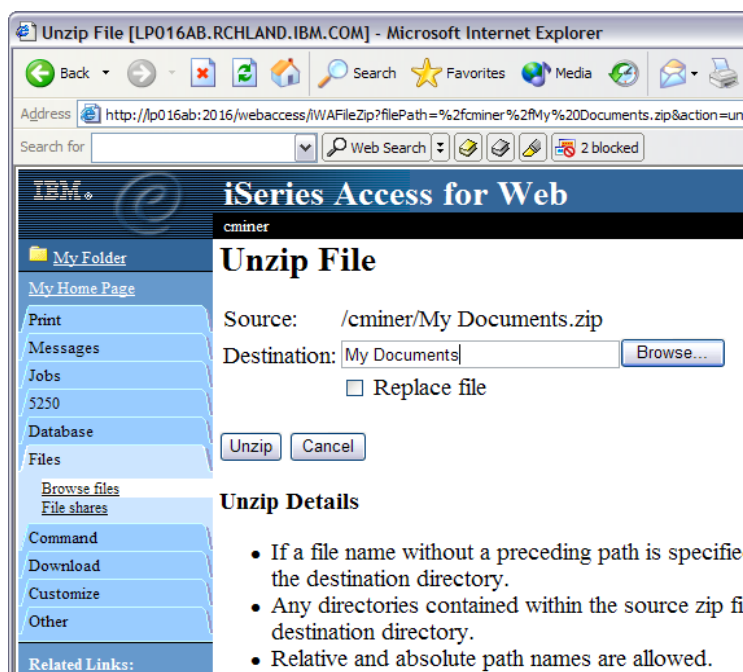 Unzip File [LP016AB.RCHLAND.IBM.COM] - Microsoft Internet Explorer
Back Search Favorites Media
Address http://lp016ab:2016/webaccess/iWAFileZip?filePath=%2fcminer%2fMy%20Documents.zip&action=un
Search for Web Search 2 blocked
IBM e iSeries Access for Web
cminer
My Folder
My Home Page
Print
Messages
Jobs
5250
Database
Files
Browse files
File shares
Command
Download
Customize
Other
Related Links:
Unzip File
Source: /cminer/My Documents.zip
Destination: My Documents Browse...
Replace file
Unzip Cancel
Unzip Details
• If a file name without a preceding path is specifie
the destination directory.
• Any directories contained within the source zip fi
destination directory.
• Relative and absolute path names are allowed.